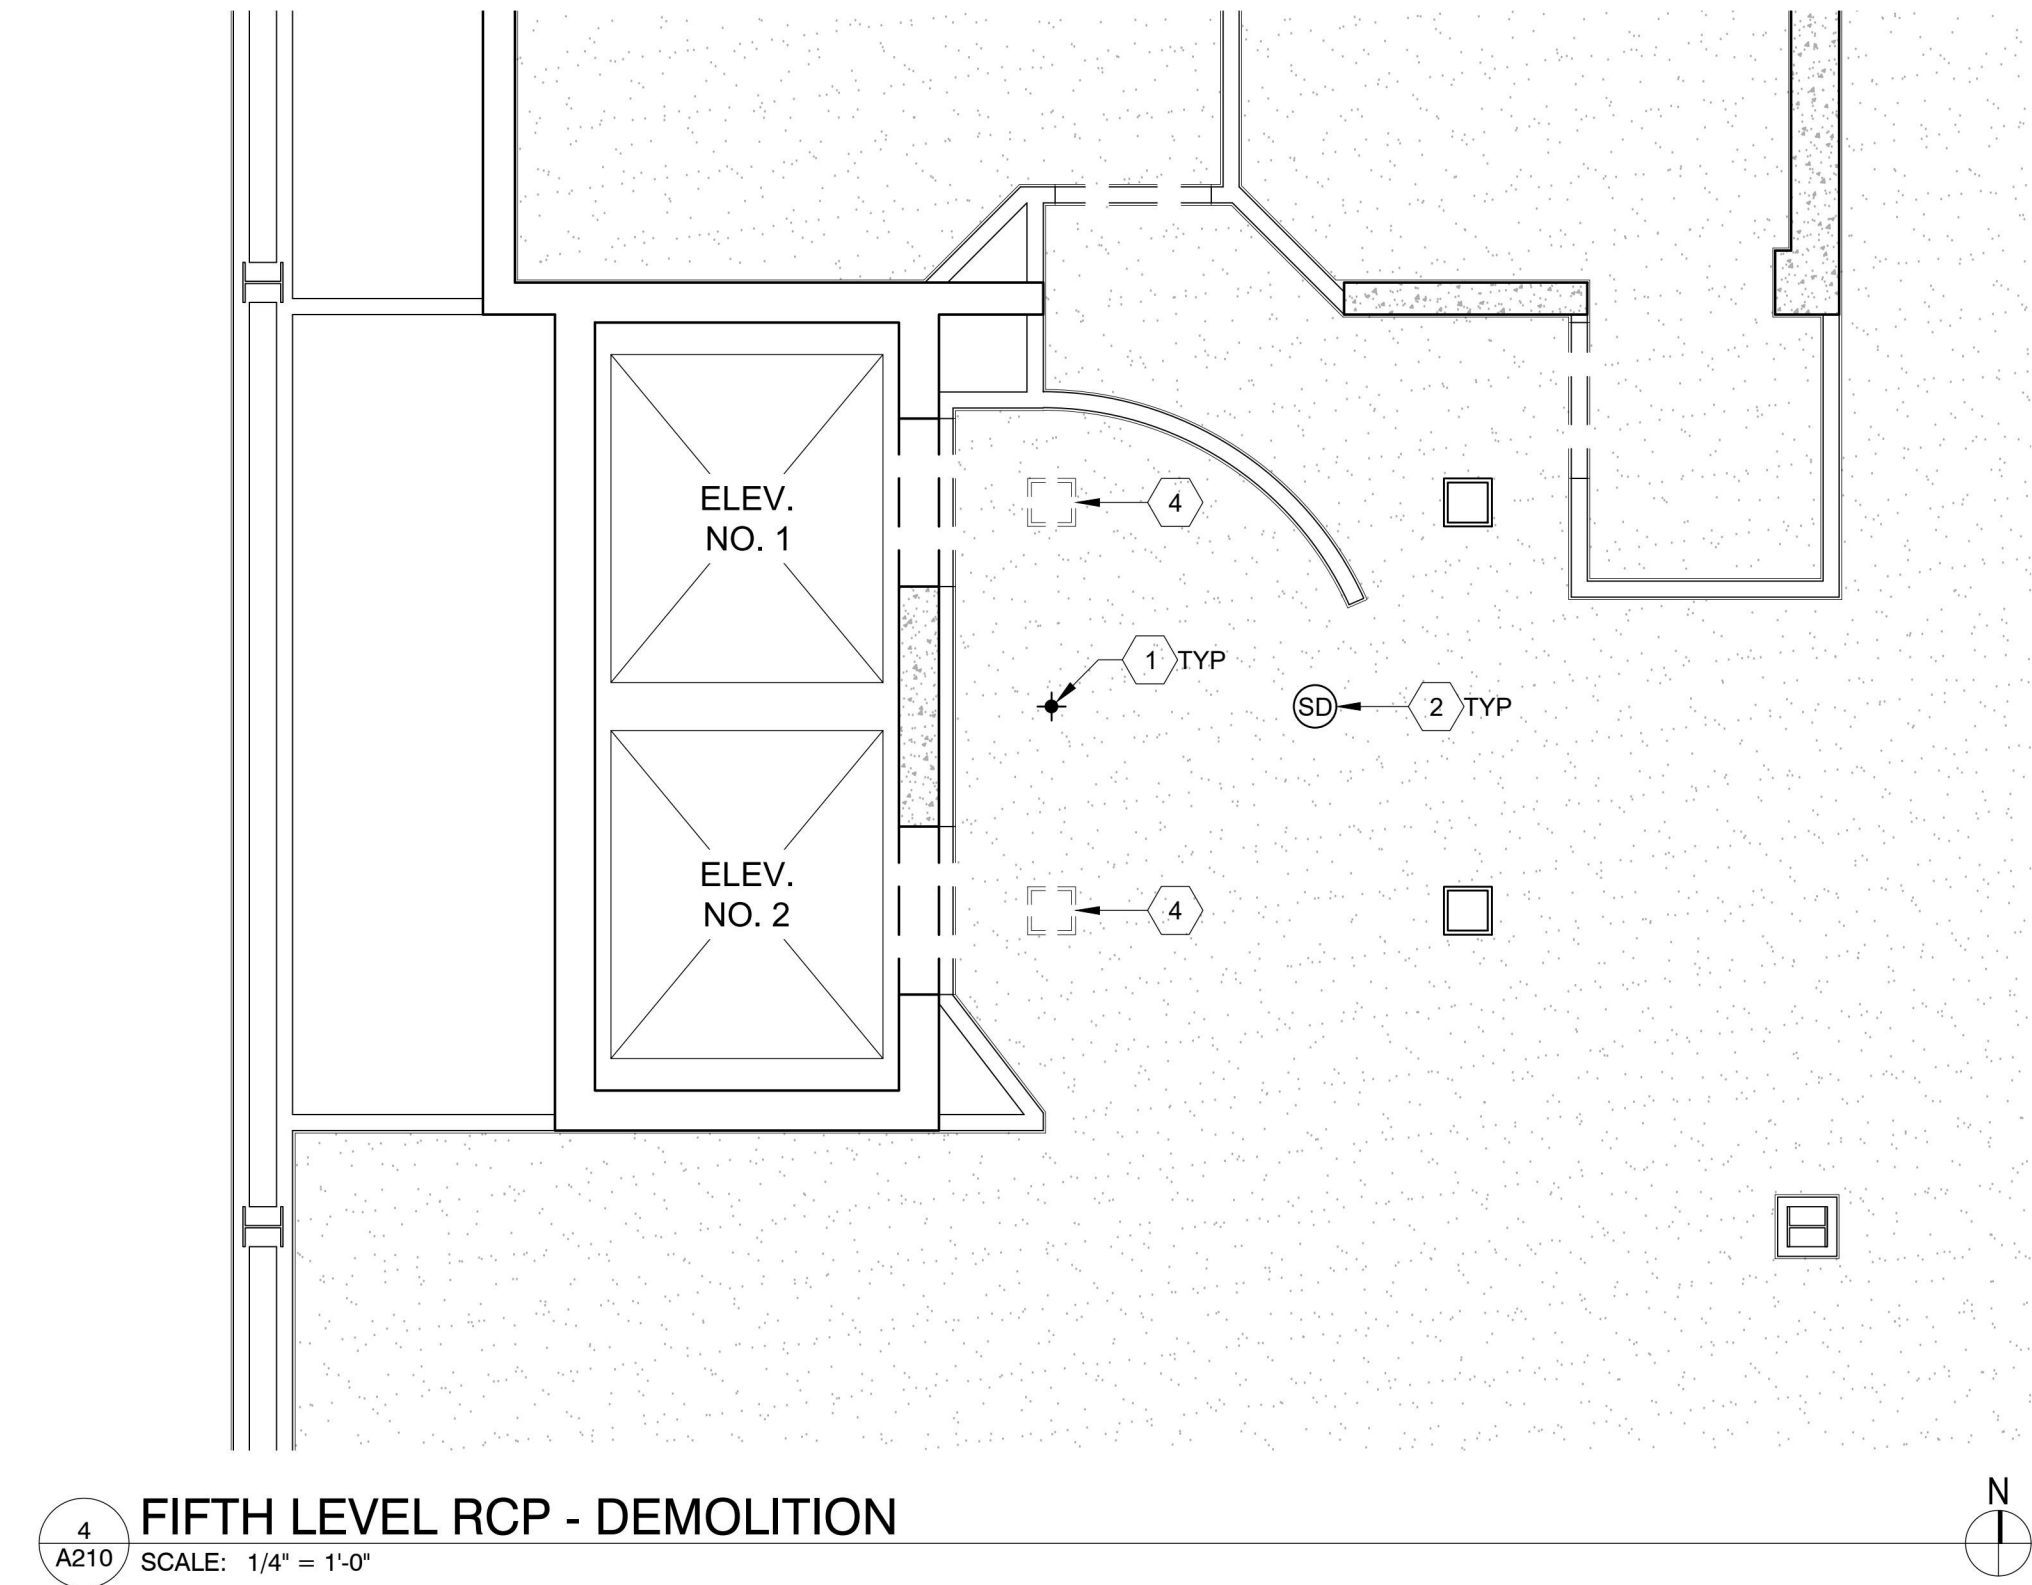 ELEV.
NO. 1
4
1 TYP
SD
2 TYP
ELEV.
NO. 2
4
N
4
A210
FIFTH LEVEL RCP - DEMOLITION
SCALE: 1/4" = 1'-0"